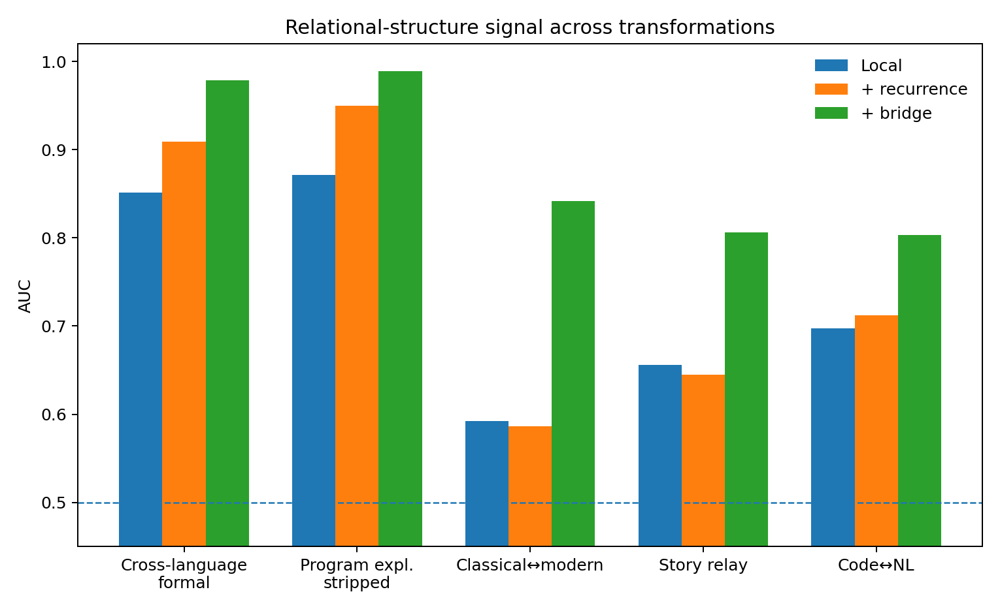 Relational-structure signal across transformations
1.0
0.9
0.8
0.7
0.6
0.5
AUC
Local
+ recurrence
+ bridge
Cross-language
formal
Program expl.
stripped
Classical↔modern
Story relay
Code↔NL